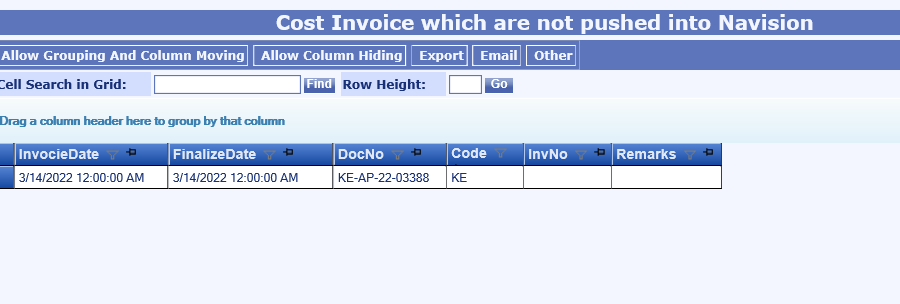 Cost Invoice which are not pushed into Navision
Allow Grouping And Column Moving Allow Column Hiding Export Email Other
Cell Search in Grid: Find Row Height: Go
Drag a column header here to group by that column
InvocieDate FinalizeDate DocNo Code InvNo Remarks
3/14/2022 12:00:00 AM 3/14/2022 12:00:00 AM KE-AP-22-03388 KE